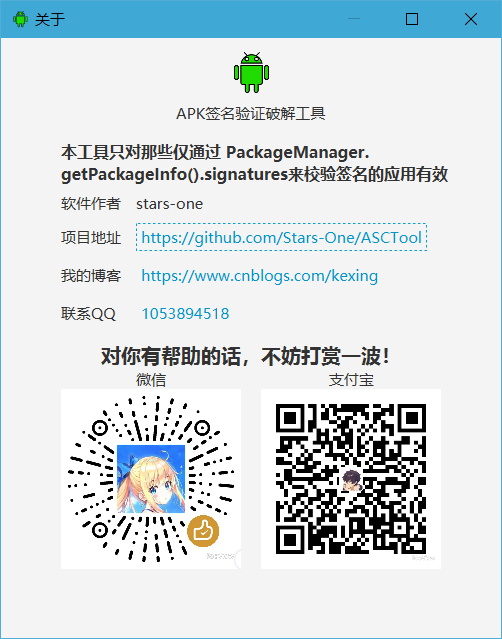 关于
APK签名验证破解工具
本工具只对那些仅通过 PackageManager.
getPackageInfo().signatures来校验签名的应用有效
软件作者 stars-one
项目地址 https://github.com/Stars-One/ASCTool
我的博客 https://www.cnblogs.com/kexing
联系QQ 1053894518
对你有帮助的话，不妨打赏一波！
微信 支付宝